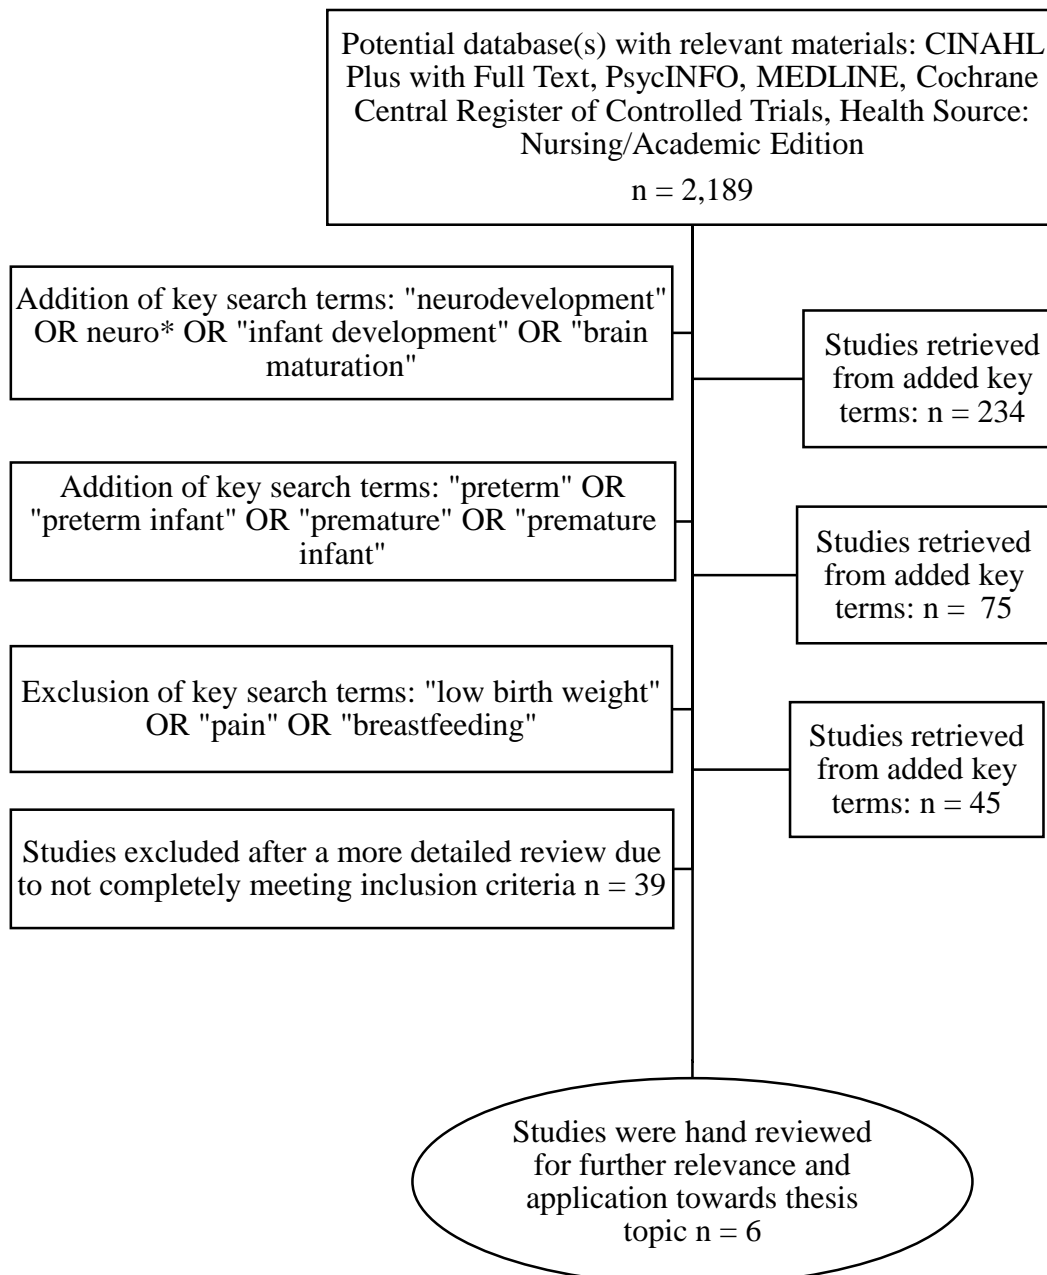 Potential database(s) with relevant materials: CINAHL
Plus with Full Text, PsycINFO, MEDLINE, Cochrane
Central Register of Controlled Trials, Health Source:
Nursing/Academic Edition
n = 2,189
Addition of key search terms: "neurodevelopment"
OR neuro* OR "infant development" OR "brain
maturation"
Studies retrieved
from added key
terms: n = 234
Addition of key search terms: "preterm" OR
"preterm infant" OR "premature" OR "premature
infant"
Studies retrieved
from added key
terms: n =  75
Exclusion of key search terms: "low birth weight"
OR "pain" OR "breastfeeding"
Studies retrieved
from added key
terms: n = 45
Studies excluded after a more detailed review due
to not completely meeting inclusion criteria n = 39
Studies were hand reviewed
for further relevance and
application towards thesis
topic n = 6